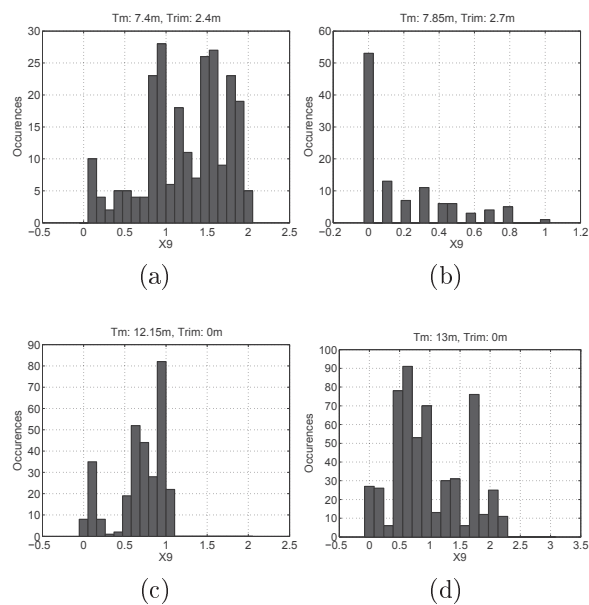 Tm: 7.4m, Trim: 2.4m
30
25
20
15
10
5
0
Occurences
−0.5 0 0.5 1 1.5 2 2.5
X9
(a)
Tm: 7.85m, Trim: 2.7m
60
50
40
30
20
10
0
Occurences
−0.2 0 0.2 0.4 0.6 0.8 1 1.2
X9
(b)
Tm: 12.15m, Trim: 0m
90
80
70
60
50
40
30
20
10
0
Occurences
−0.5 0 0.5 1 1.5 2 2.5
X9
(c)
Tm: 13m, Trim: 0m
100
90
80
70
60
50
40
30
20
10
0
Occurences
−0.5 0 0.5 1 1.5 2 2.5 3 3.5
X9
(d)